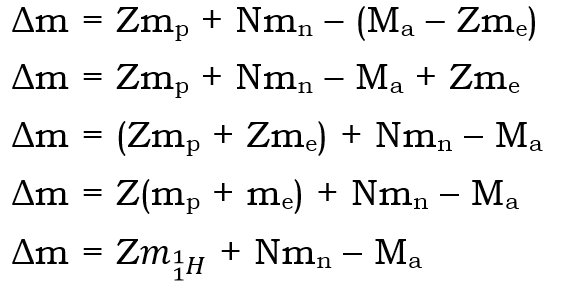 Δm = Zmₚ + Nmₙ – (Mₐ – Zmₑ)
Δm = Zmₚ + Nmₙ – Mₐ + Zmₑ
Δm = (Zmₚ + Zmₑ) + Nmₙ – Mₐ
Δm = Z(mₚ + mₑ) + Nmₙ – Mₐ
Δm = Zm₁¹H + Nmₙ – Mₐ